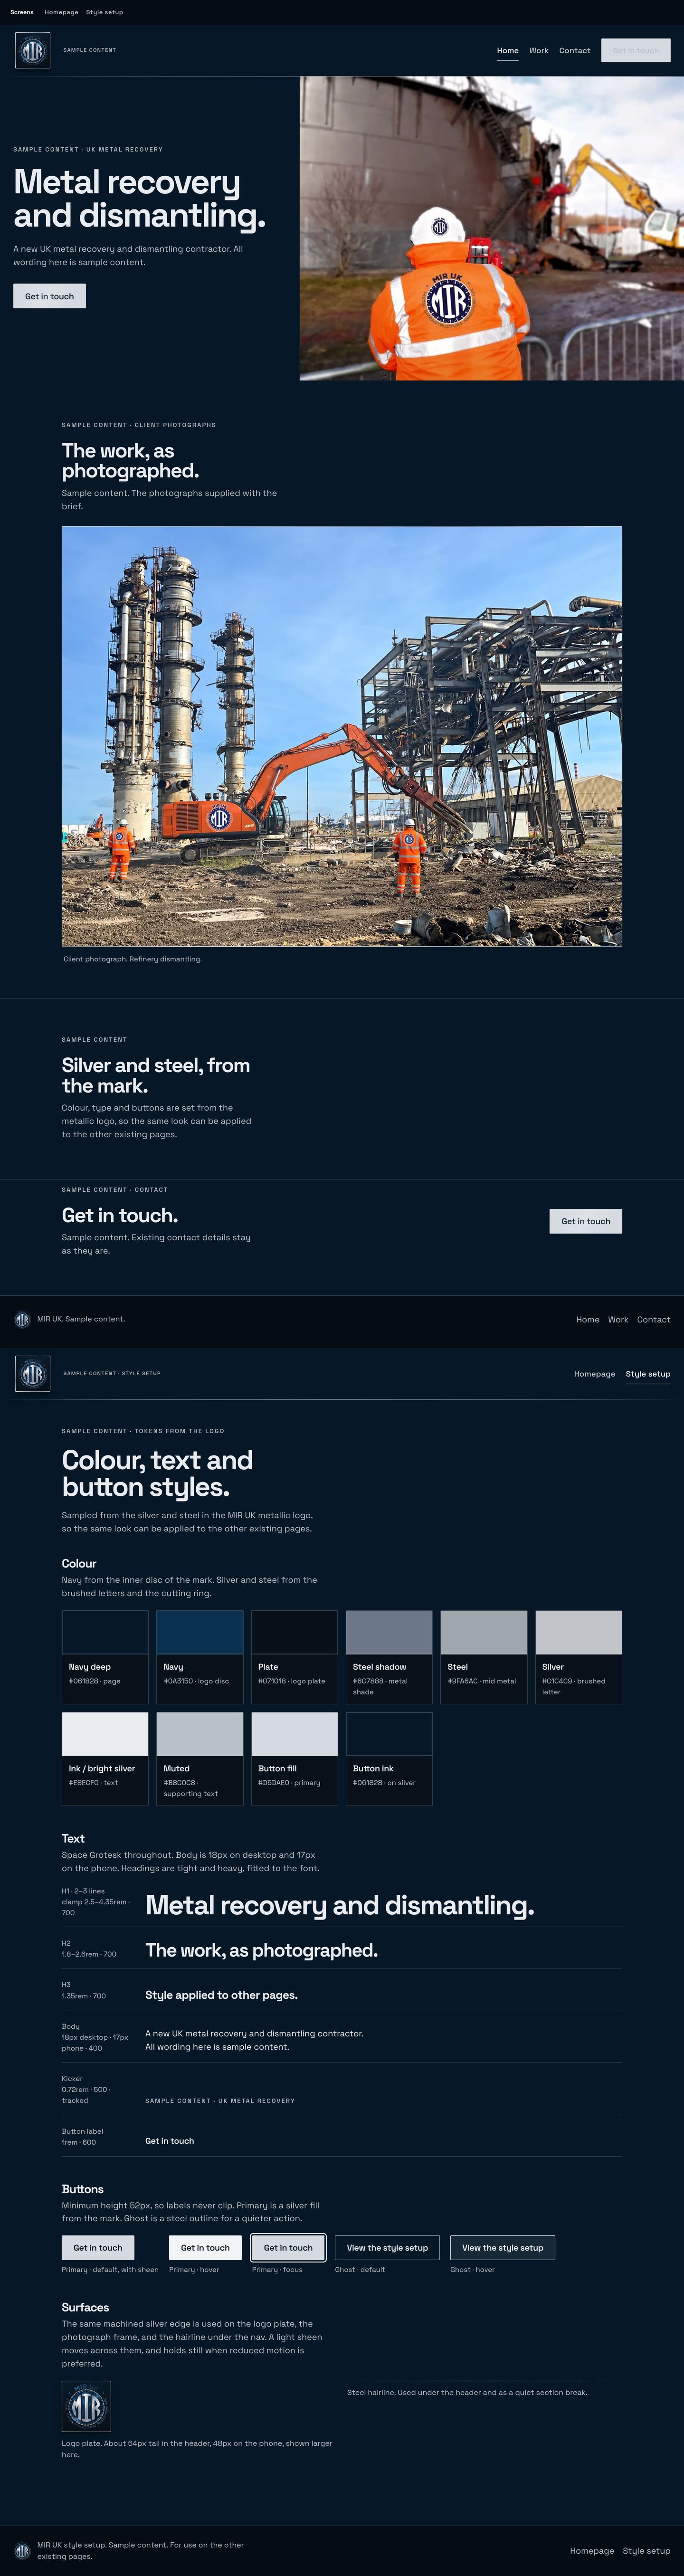 Screens Homepage Style setup
MIR
SAMPLE CONTENT
Home Work Contact Get in touch
SAMPLE CONTENT · UK METAL RECOVERY
Metal recovery
and dismantling.
A new UK metal recovery and dismantling contractor. All
wording here is sample content.
Get in touch
MIR UK
MIR
SAMPLE CONTENT · CLIENT PHOTOGRAPHS
The work, as
photographed.
Sample content. The photographs supplied with the
brief.
MIR
Client photograph. Refinery dismantling.
SAMPLE CONTENT
Silver and steel, from
the mark.
Colour, type and buttons are set from the
metallic logo, so the same look can be applied
to the other existing pages.
SAMPLE CONTENT · CONTACT
Get in touch.
Sample content. Existing contact details stay
as they are.
Get in touch
MIR
MIR UK. Sample content.
Home Work Contact
MIR
SAMPLE CONTENT · STYLE SETUP
Homepage Style setup
SAMPLE CONTENT · TOKENS FROM THE LOGO
Colour, text and
button styles.
Sampled from the silver and steel in the MIR UK metallic logo,
so the same look can be applied to the other existing pages.
Colour
Navy from the inner disc of the mark. Silver and steel from the
brushed letters and the cutting ring.
Navy deep
#061828 · page
Navy
#0A3150 · logo disc
Plate
#071018 · logo plate
Steel shadow
#6C7888 · metal
shade
Steel
#9FA6AC · mid metal
Silver
#C1C4C9 · brushed
letter
Ink / bright silver
#E8ECF0 · text
Muted
#B8C0C8 ·
supporting text
Button fill
#D5DAE0 · primary
Button ink
#061828 · on silver
Text
Space Grotesk throughout. Body is 18px on desktop and 17px
on the phone. Headings are tight and heavy, fitted to the font.
H1 · 2–3 lines
clamp 2.5–4.35rem ·
700
Metal recovery and dismantling.
H2
1.8–2.6rem · 700
The work, as photographed.
H3
1.35rem · 700
Style applied to other pages.
Body
18px desktop · 17px
phone · 400
A new UK metal recovery and dismantling contractor.
All wording here is sample content.
Kicker
0.72rem · 500 ·
tracked
SAMPLE CONTENT · UK METAL RECOVERY
Button label
1rem · 600
Get in touch
Buttons
Minimum height 52px, so labels never clip. Primary is a silver fill
from the mark. Ghost is a steel outline for a quieter action.
Get in touch
Primary · default, with sheen
Get in touch
Primary · hover
Get in touch
Primary · focus
View the style setup
Ghost · default
View the style setup
Ghost · hover
Surfaces
The same machined silver edge is used on the logo plate, the
photograph frame, and the hairline under the nav. A light sheen
moves across them, and holds still when reduced motion is
preferred.
MIR UK
MIR
Logo plate. About 64px tall in the header, 48px on the phone, shown larger
here.
Steel hairline. Used under the header and as a quiet section break.
MIR
MIR UK style setup. Sample content. For use on the other
existing pages.
Homepage Style setup